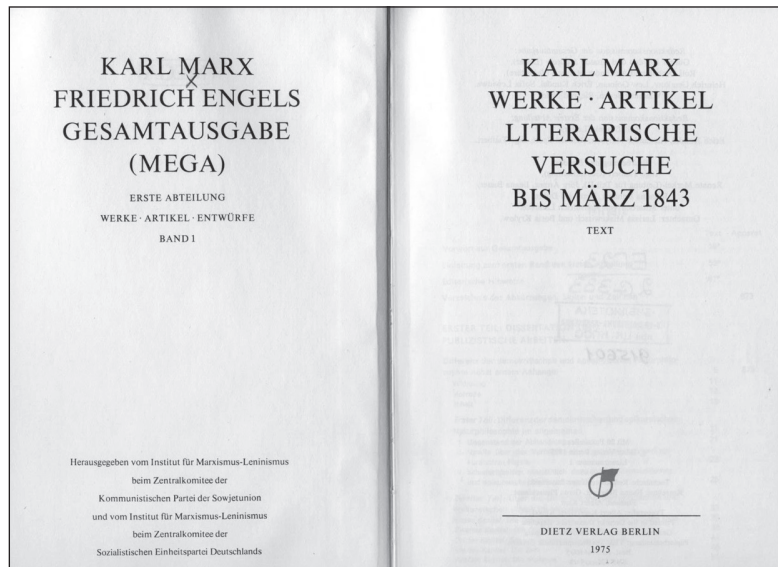 KARL MARX
FRIEDRICH ENGELS
GESAMTAUSGABE
(MEGA)
ERSTE ABTEILUNG
WERKE · ARTIKEL · ENTWÜRFE
BAND 1
Herausgegeben vom Institut für Marxismus-Leninismus
beim Zentralkomitee der
Kommunistischen Partei der Sowjetunion
und vom Institut für Marxismus-Leninismus
beim Zentralkomitee der
Sozialistischen Einheitspartei Deutschlands
KARL MARX
WERKE · ARTIKEL
LITERARISCHE
VERSUCHE
BIS MÄRZ 1843
TEXT
DIETZ VERLAG BERLIN
1975